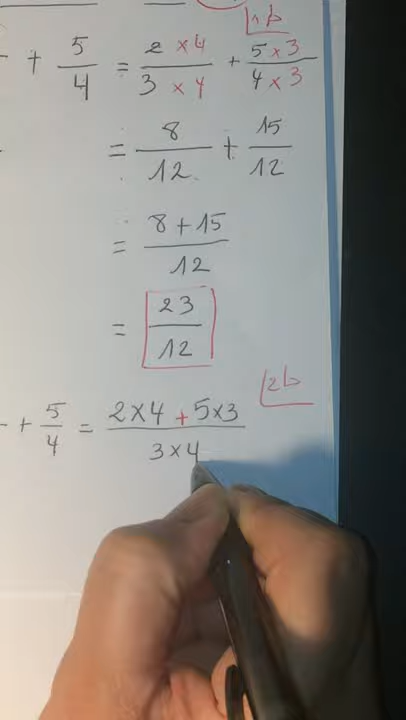 1b
+ 5/4 = 2 ×4/3 ×4 + 5 ×3/4 ×3
= 8/12 + 15/12
= 8+15/12
= 23/12
2b
+ 5/4 = 2×4 + 5×3/3×4